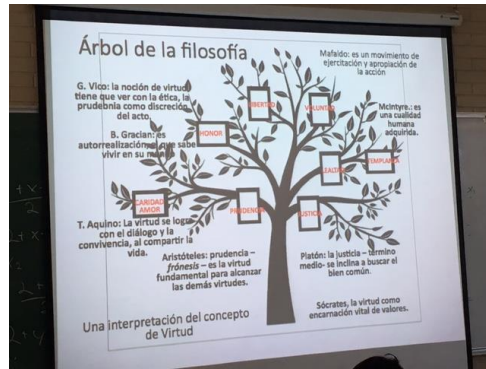 Árbol de la filosofía
Mafaldo: es un movimiento de
ejercitación y apropiación de
la acción
G. Vico: la noción de virtud
tiene que ver con la ética, la
prudebnia como discreción
del acto.
B. Gracian: es
autorrealización, el que sabe
vivir en su mundo
LIBERTAD
VOLUNTAD
HONOR
McIntyre.: es
una cualidad
humana
adquirida.
LEALTAD
TEMPLANZA
CARIDAD
AMOR
PRUDENCIA
JUSTICIA
T. Aquino: La virtud se logra
con el diálogo y la
convivencia, al compartir la
vida.
Aristóteles: prudencia –
frónesis – es la virtud
fundamental para alcanzar
las demás virtudes.
Platón: la justicia – término
medio- se inclina a buscar el
bien común.
Sócrates, la virtud como
encarnación vital de valores.
Una interpretación del concepto
de Virtud